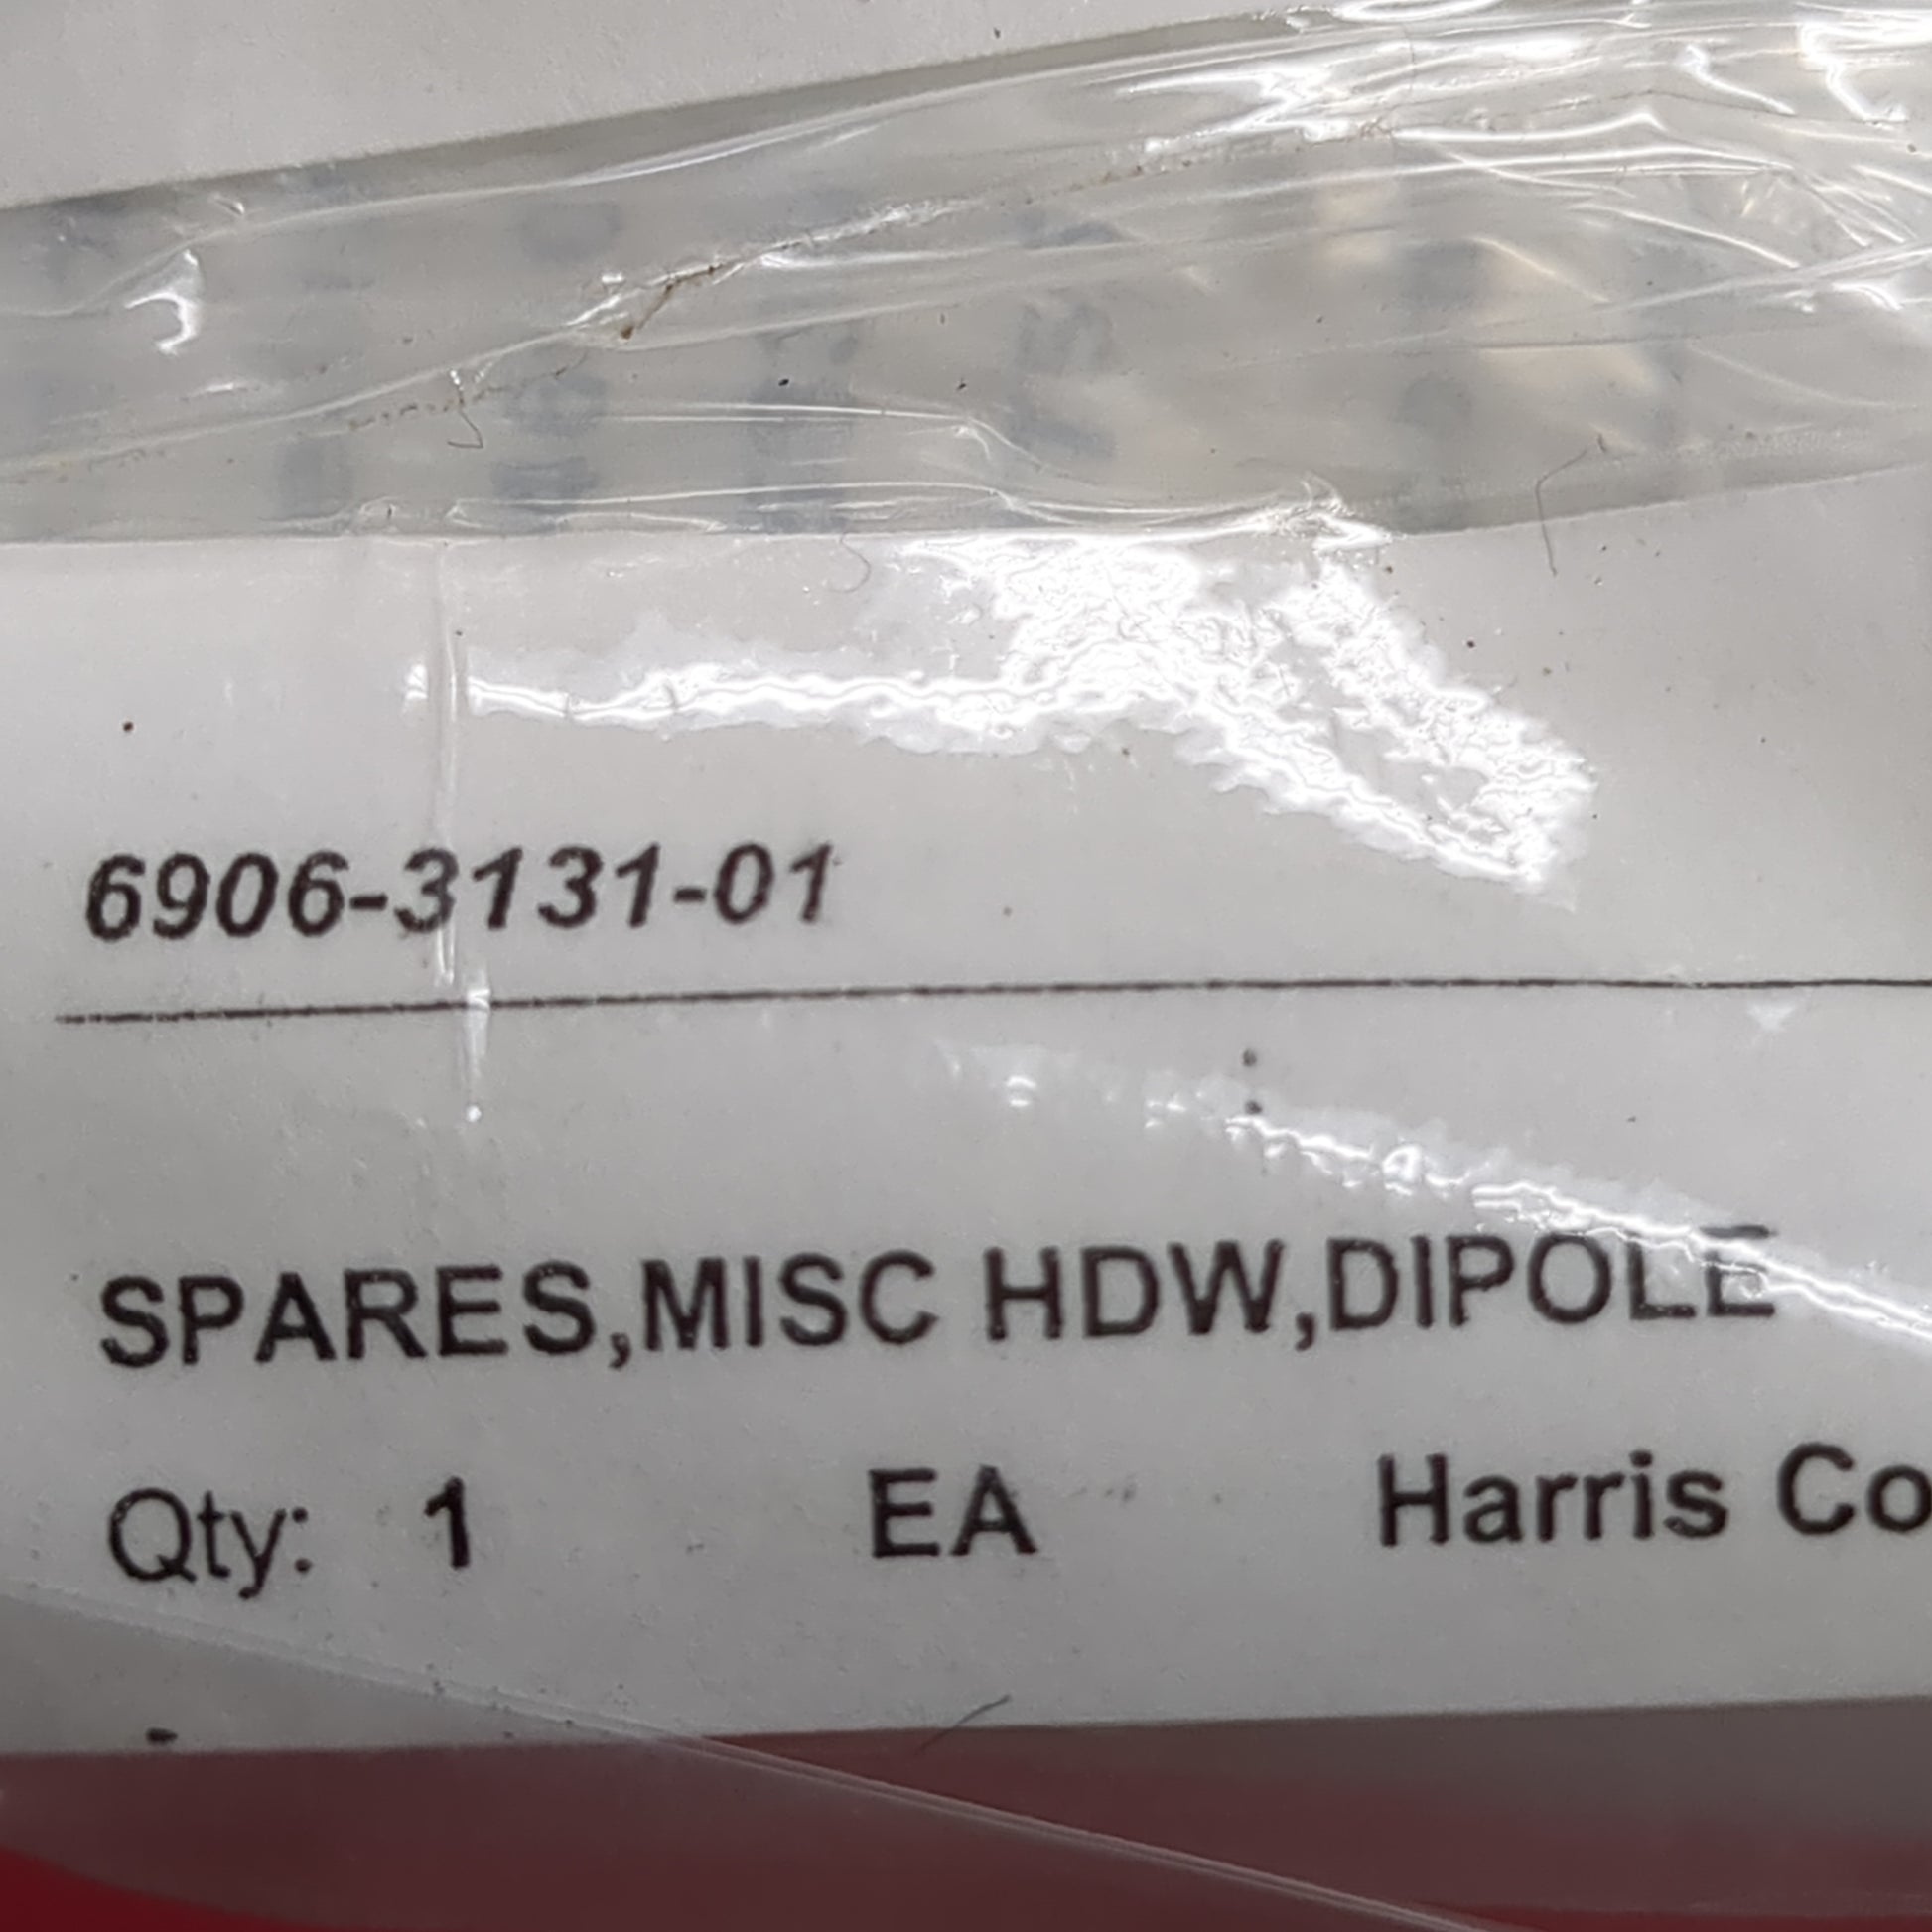 6906-3131-01
SPARES,MISC HDW,DIPOLE
Qty: 1 EA Harris Co